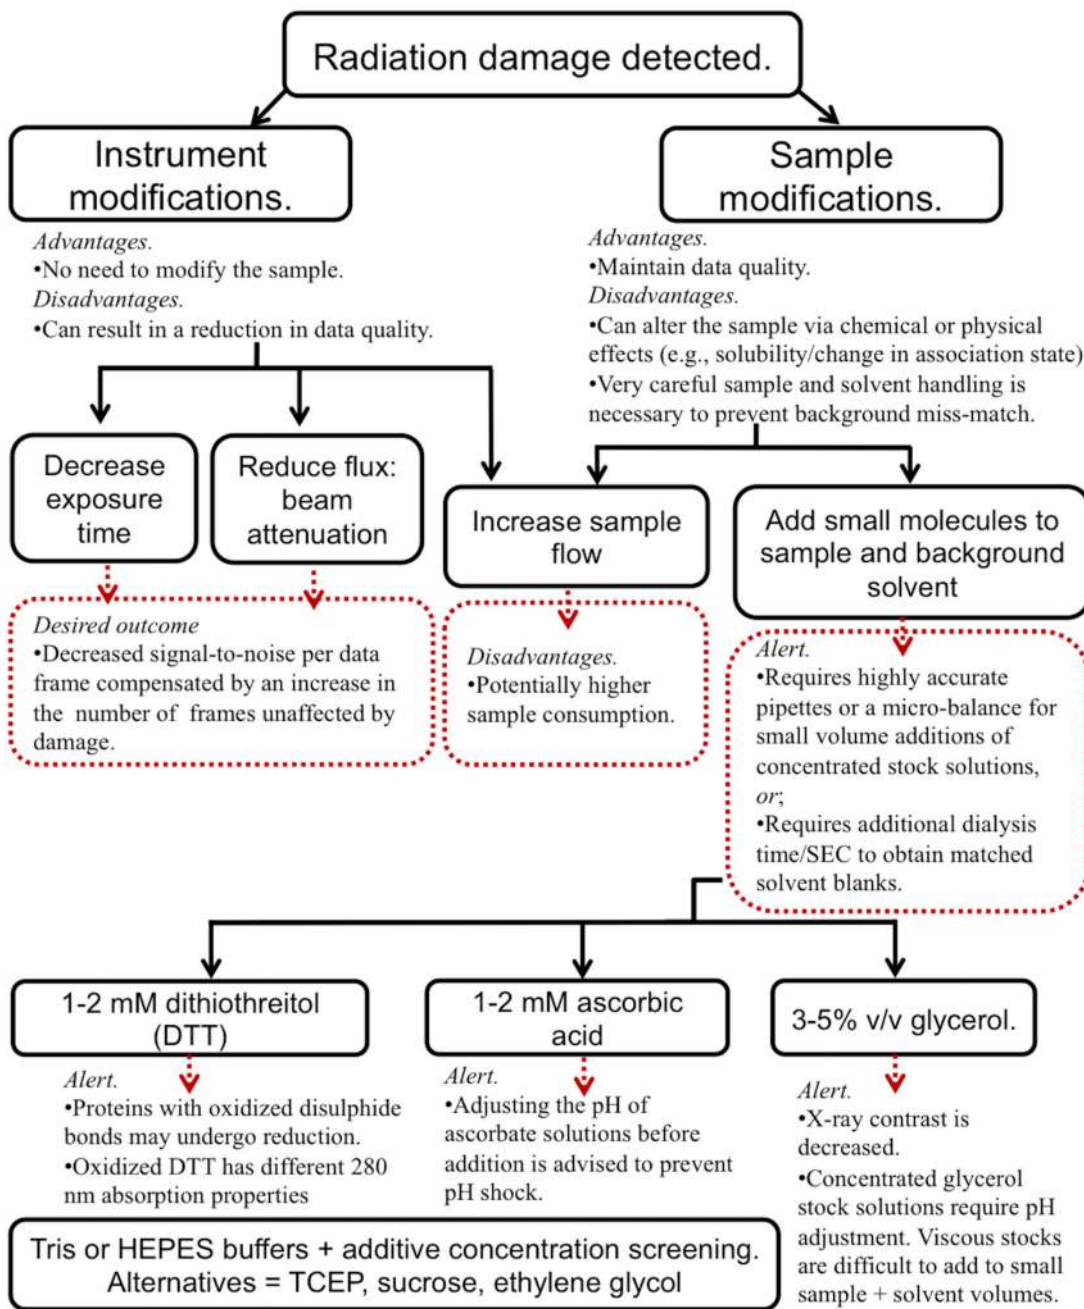 Radiation damage detected.
Instrument
modifications.
Advantages.
•No need to modify the sample.
Disadvantages.
•Can result in a reduction in data quality.
Sample
modifications.
Advantages.
•Maintain data quality.
Disadvantages.
•Can alter the sample via chemical or physical
effects (e.g., solubility/change in association state)
•Very careful sample and solvent handling is
necessary to prevent background miss-match.
Decrease
exposure
time
Reduce flux:
beam
attenuation
Increase sample
flow
Add small molecules to
sample and background
solvent
Desired outcome
•Decreased signal-to-noise per data
frame compensated by an increase in
the number of frames unaffected by
damage.
Disadvantages.
•Potentially higher
sample consumption.
Alert.
•Requires highly accurate
pipettes or a micro-balance for
small volume additions of
concentrated stock solutions,
or;
•Requires additional dialysis
time/SEC to obtain matched
solvent blanks.
1-2 mM dithiothreitol
(DTT)
1-2 mM ascorbic
acid
3-5% v/v glycerol.
Alert.
•Proteins with oxidized disulphide
bonds may undergo reduction.
•Oxidized DTT has different 280
nm absorption properties
Alert.
•Adjusting the pH of
ascorbate solutions before
addition is advised to prevent
pH shock.
Alert.
•X-ray contrast is
decreased.
•Concentrated glycerol
stock solutions require pH
adjustment. Viscous stocks
are difficult to add to small
sample + solvent volumes.
Tris or HEPES buffers + additive concentration screening.
Alternatives = TCEP, sucrose, ethylene glycol